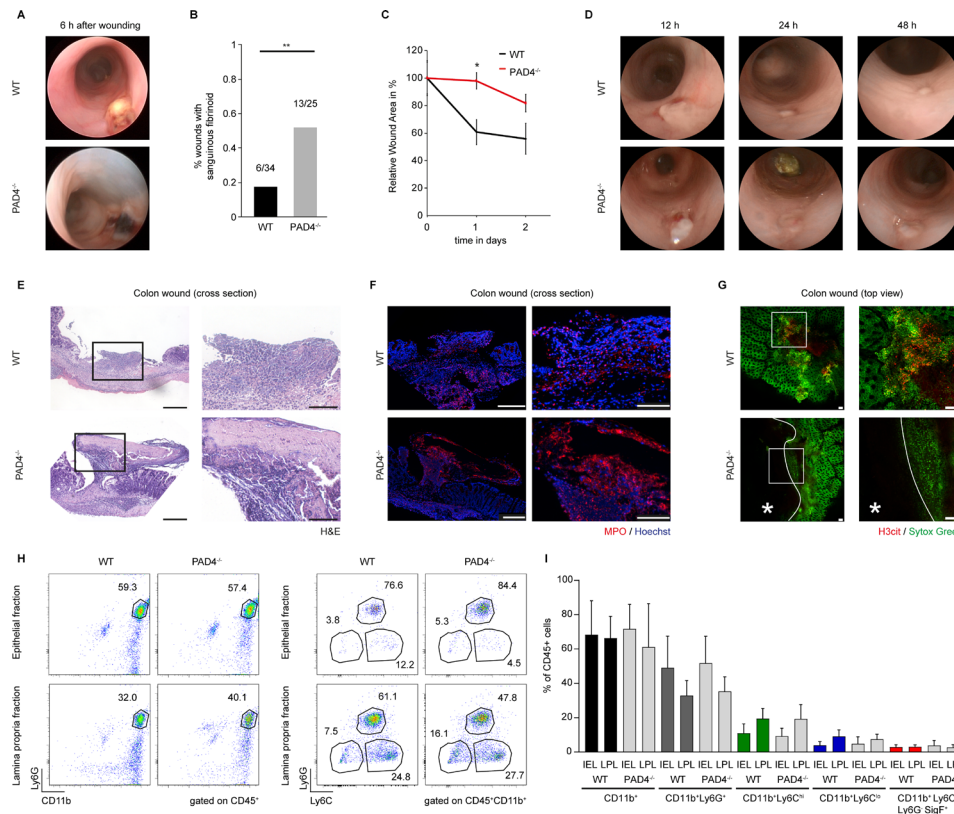 A
6 h after wounding
WT
PAD4-/-
B
**
% wounds with
sanguinous fibrinoid
1
0.8
0.6
0.4
0.2
0
6/34
13/25
WT
PAD4-/-
C
WT
PAD4-/-
*
Relative Wound Area in %
120
100
80
60
40
20
0
0
1
2
time in days
D
12 h
24 h
48 h
WT
PAD4-/-
E
Colon wound (cross section)
WT
PAD4-/-
H&E
F
Colon wound (cross section)
WT
PAD4-/-
MPO / Hoechst
G
Colon wound (top view)
WT
PAD4-/-
*
*
H3cit / Sytox Gree
H
WT
PAD4-/-
WT
PAD4-/-
Epithelial fraction
59.3
57.4
Epithelial fraction
76.6
3.8
12.2
84.4
5.3
4.5
Lamina propria fraction
32.0
40.1
Lamina propria fraction
61.1
7.5
24.8
47.8
16.1
27.7
Ly6G
CD11b
gated on CD45+
Ly6G
Ly6C
gated on CD45+CD11b+
I
% of CD45+ cells
100
80
60
40
20
0
IEL LPL IEL LPL IEL LPL IEL LPL IEL LPL IEL LPL IEL LPL IEL LPL IEL LPL IEL LPL
WT PAD4-/- WT PAD4-/- WT PAD4-/- WT PAD4-/- WT PAD4
CD11b+
CD11b+Ly6G+
CD11b+Ly6Chi
CD11b+Ly6Clo
CD11b+ Ly6C
Ly6G- SigF+